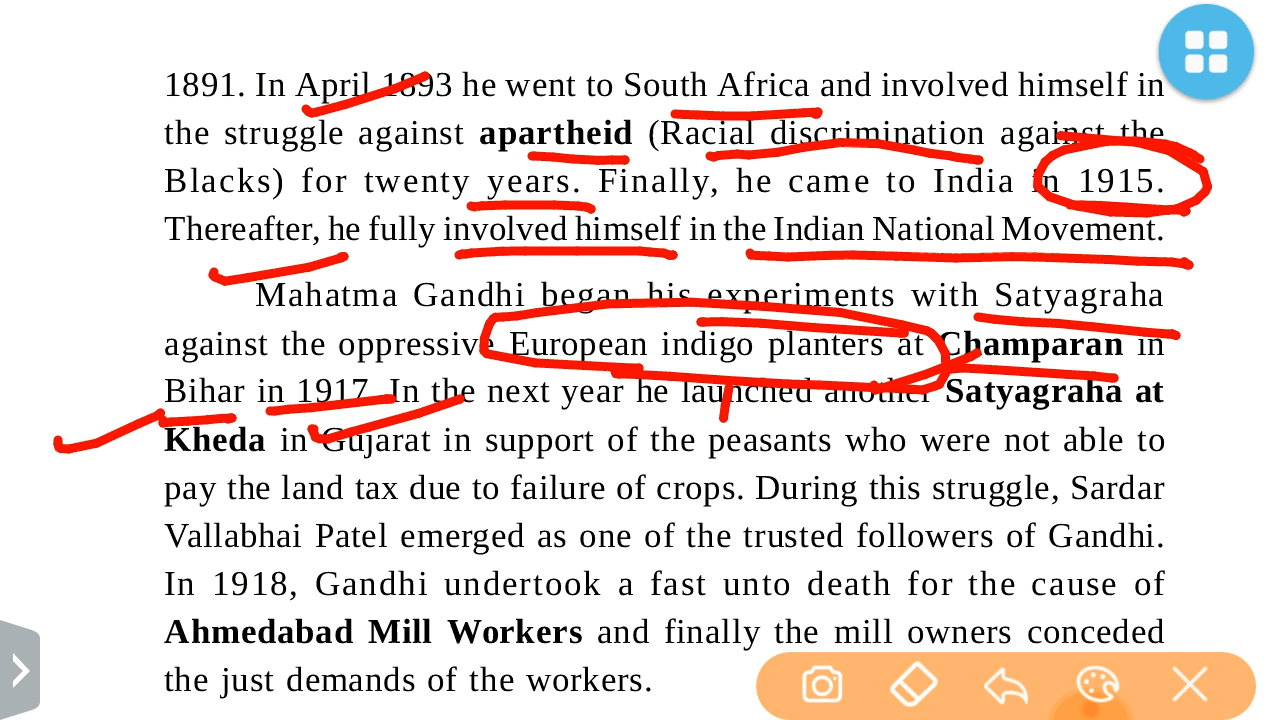 1891. In April 1893 he went to South Africa and involved himself in
the struggle against apartheid (Racial discrimination against the
Blacks) for twenty years. Finally, he came to India in 1915.
Thereafter, he fully involved himself in the Indian National Movement.
Mahatma Gandhi began his experiments with Satyagraha
against the oppressive European indigo planters at Champaran in
Bihar in 1917. In the next year he launched another Satyagraha at
Kheda in Gujarat in support of the peasants who were not able to
pay the land tax due to failure of crops. During this struggle, Sardar
Vallabhai Patel emerged as one of the trusted followers of Gandhi.
In 1918, Gandhi undertook a fast unto death for the cause of
Ahmedabad Mill Workers and finally the mill owners conceded
the just demands of the workers.